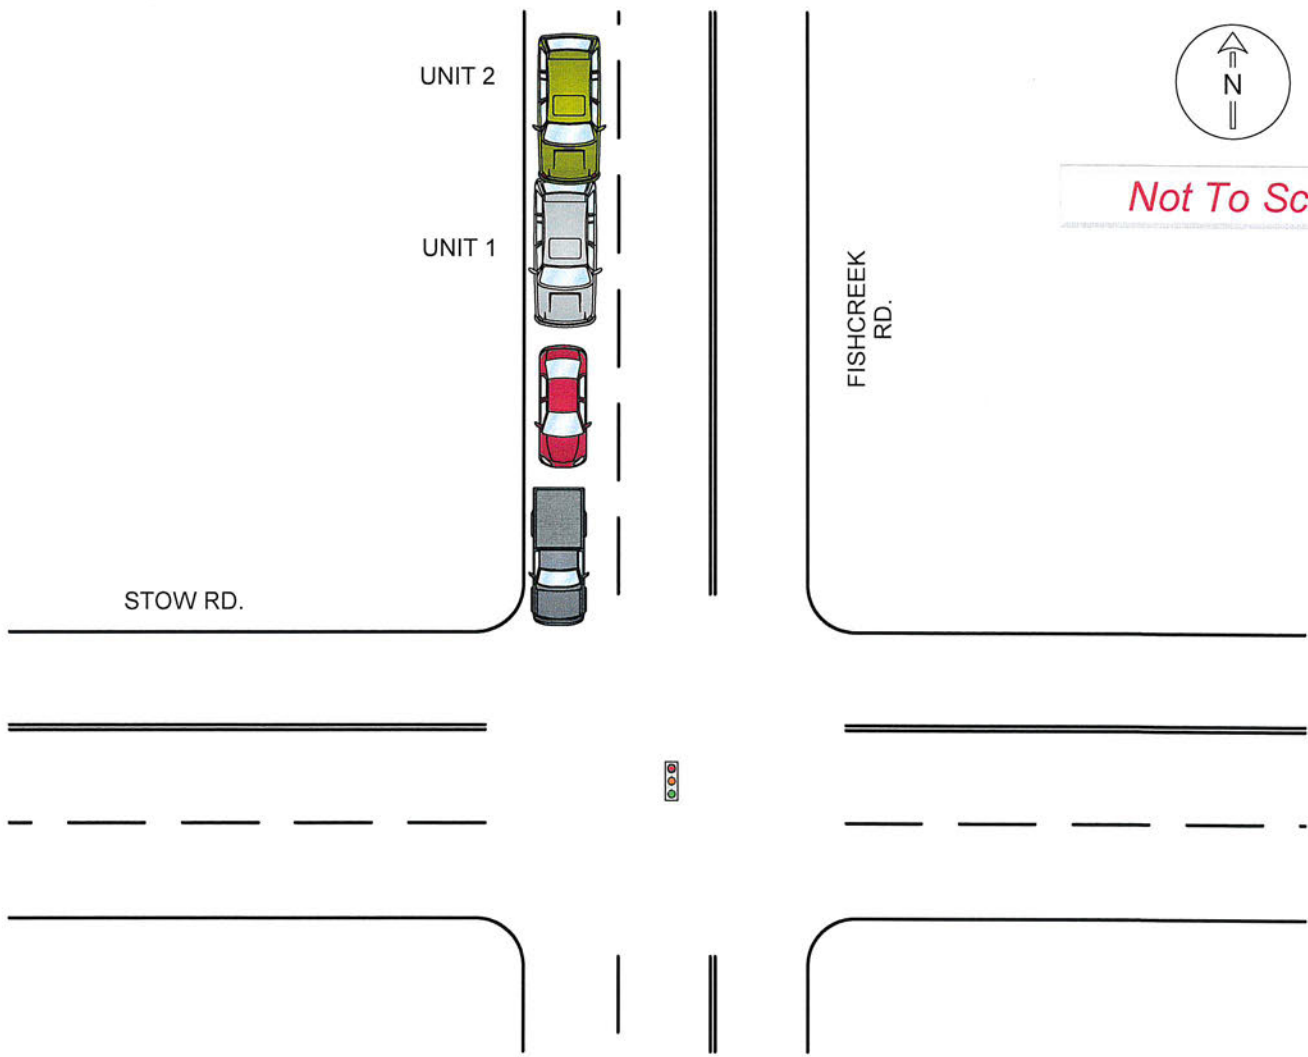 UNIT 2
N
Not To Sc
UNIT 1
FISHCREEK
RD.
STOW RD.